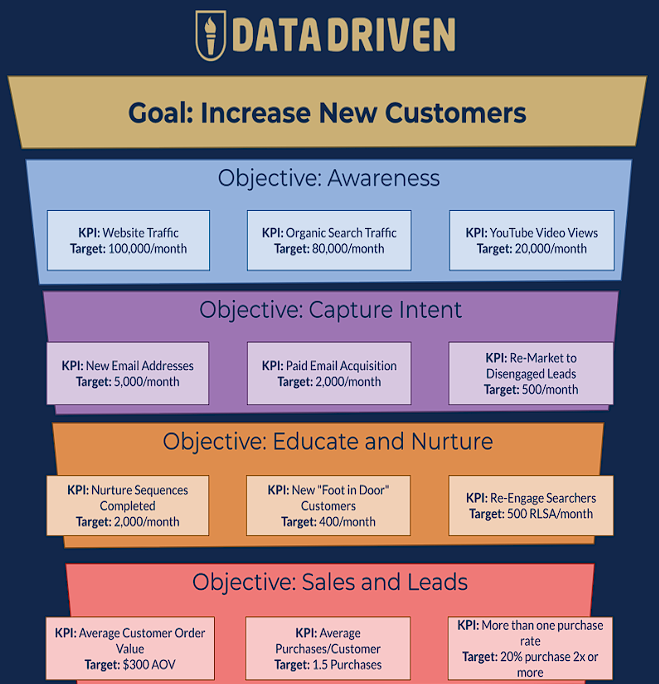 DATA DRIVEN
Goal: Increase New Customers
Objective: Awareness
KPI: Website Traffic
Target: 100,000/month
KPI: Organic Search Traffic
Target: 80,000/month
KPI: YouTube Video Views
Target: 20,000/month
Objective: Capture Intent
KPI: New Email Addresses
Target: 5,000/month
KPI: Paid Email Acquisition
Target: 2,000/month
KPI: Re-Market to
Disengaged Leads
Target: 500/month
Objective: Educate and Nurture
KPI: Nurture Sequences
Completed
Target: 2,000/month
KPI: New "Foot in Door"
Customers
Target: 400/month
KPI: Re-Engage Searchers
Target: 500 RLSA/month
Objective: Sales and Leads
KPI: Average Customer Order
Value
Target: $300 AOV
KPI: Average
Purchases/Customer
Target: 1.5 Purchases
KPI: More than one purchase
rate
Target: 20% purchase 2x or
more